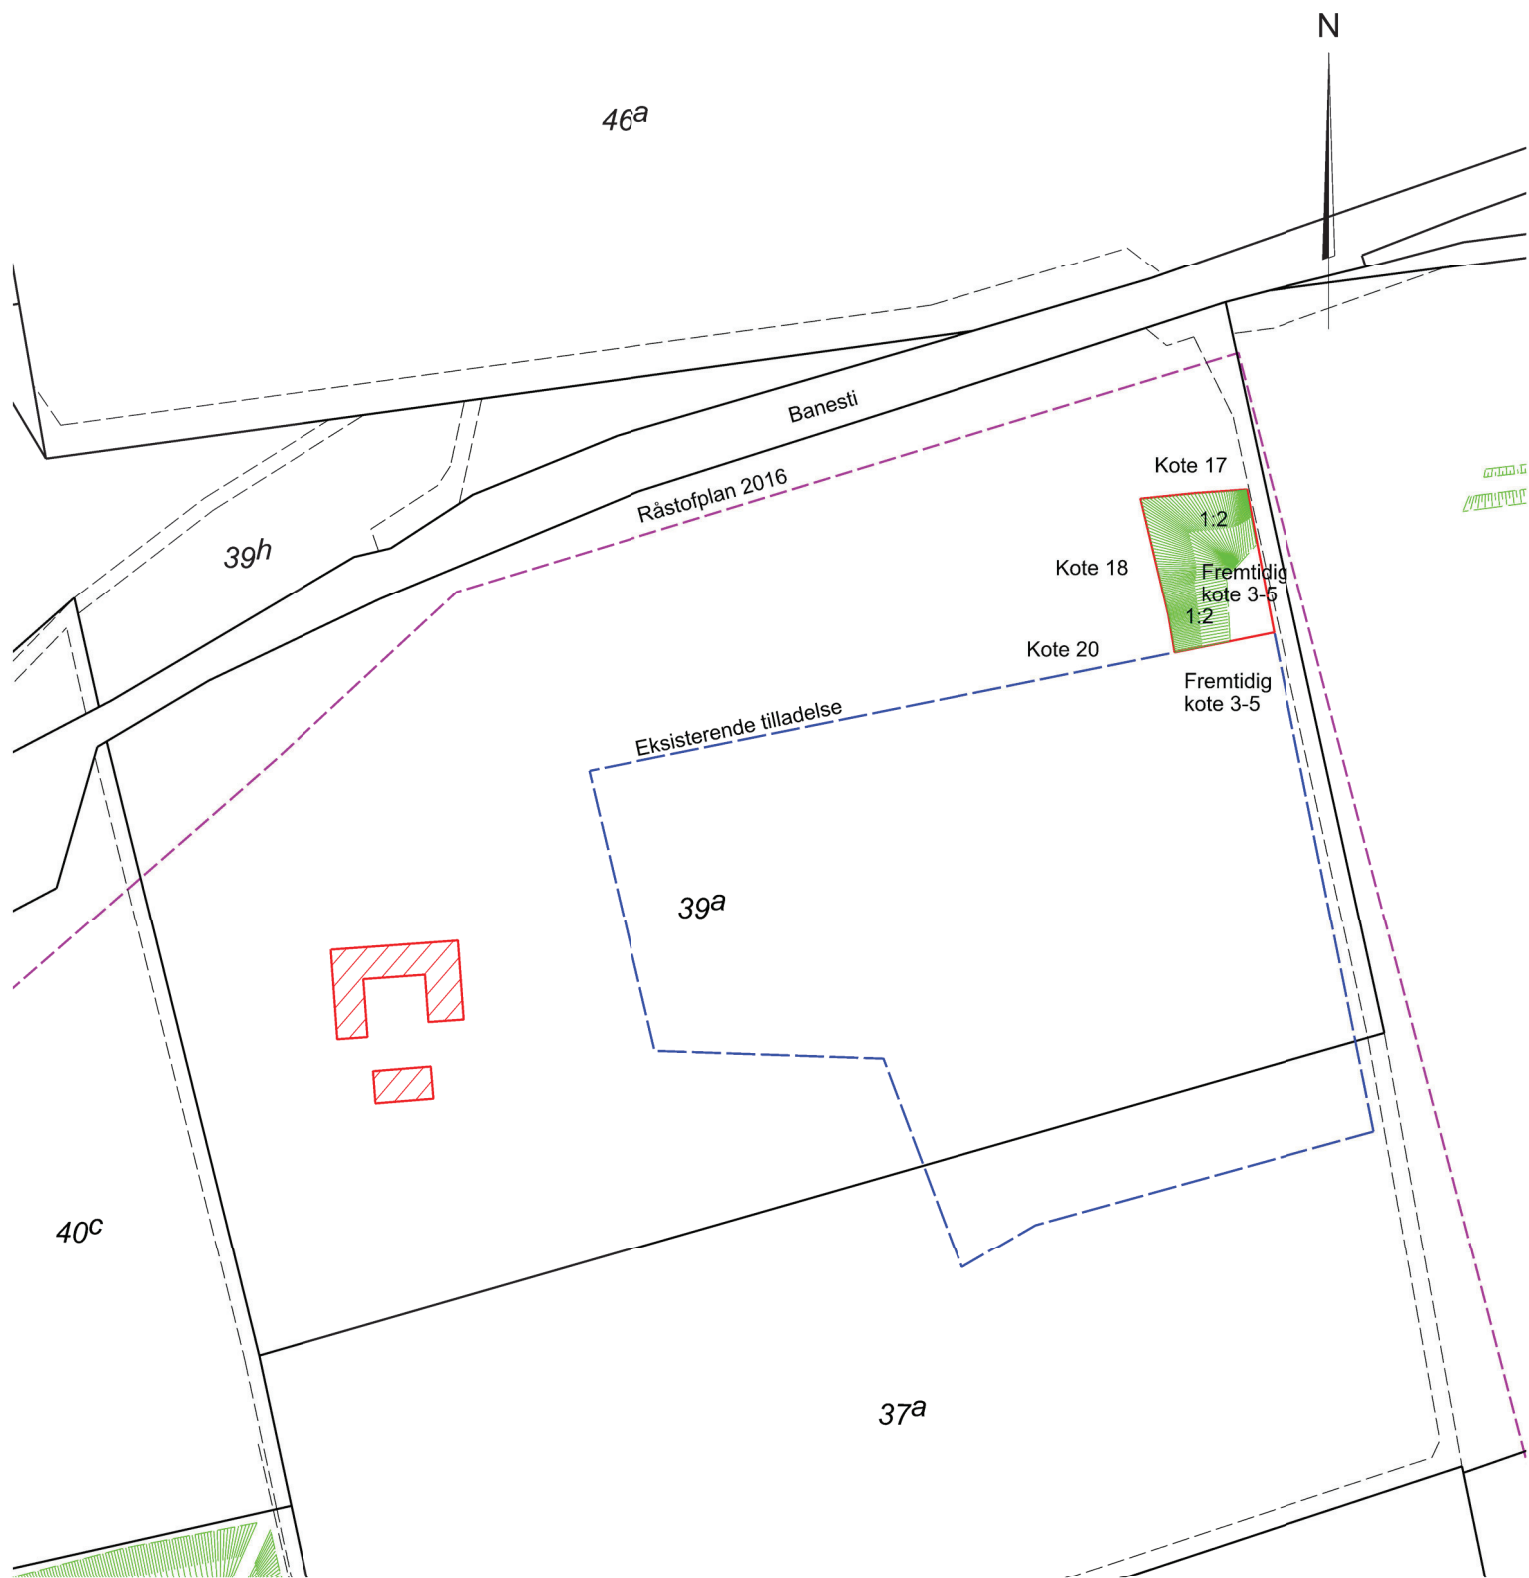 N
46a
Banesti
Råstofplan 2016
Kote 17
1:2
39h
Kote 18
Fremtidig
kote 3-5
1:2
Kote 20
Fremtidig
kote 3-5
Eksisterende tilladelse
39a
40c
37a